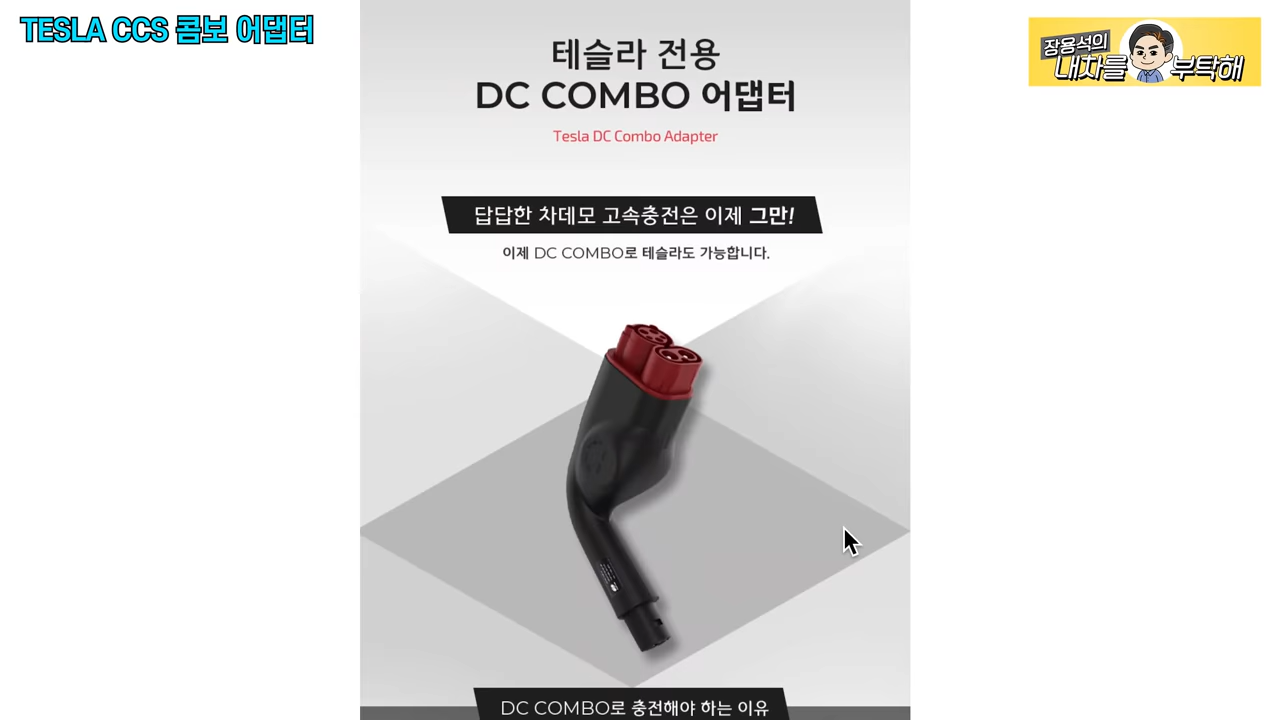 TESLA CCS 콤보 어댑터
장용석의
내차를 부탁해
테슬라 전용
DC COMBO 어댑터
Tesla DC Combo Adapter
답답한 차데모 고속충전은 이제 그만!
이제 DC COMBO로 테슬라도 가능합니다.
DC COMBO로 충전해야 하는 이유